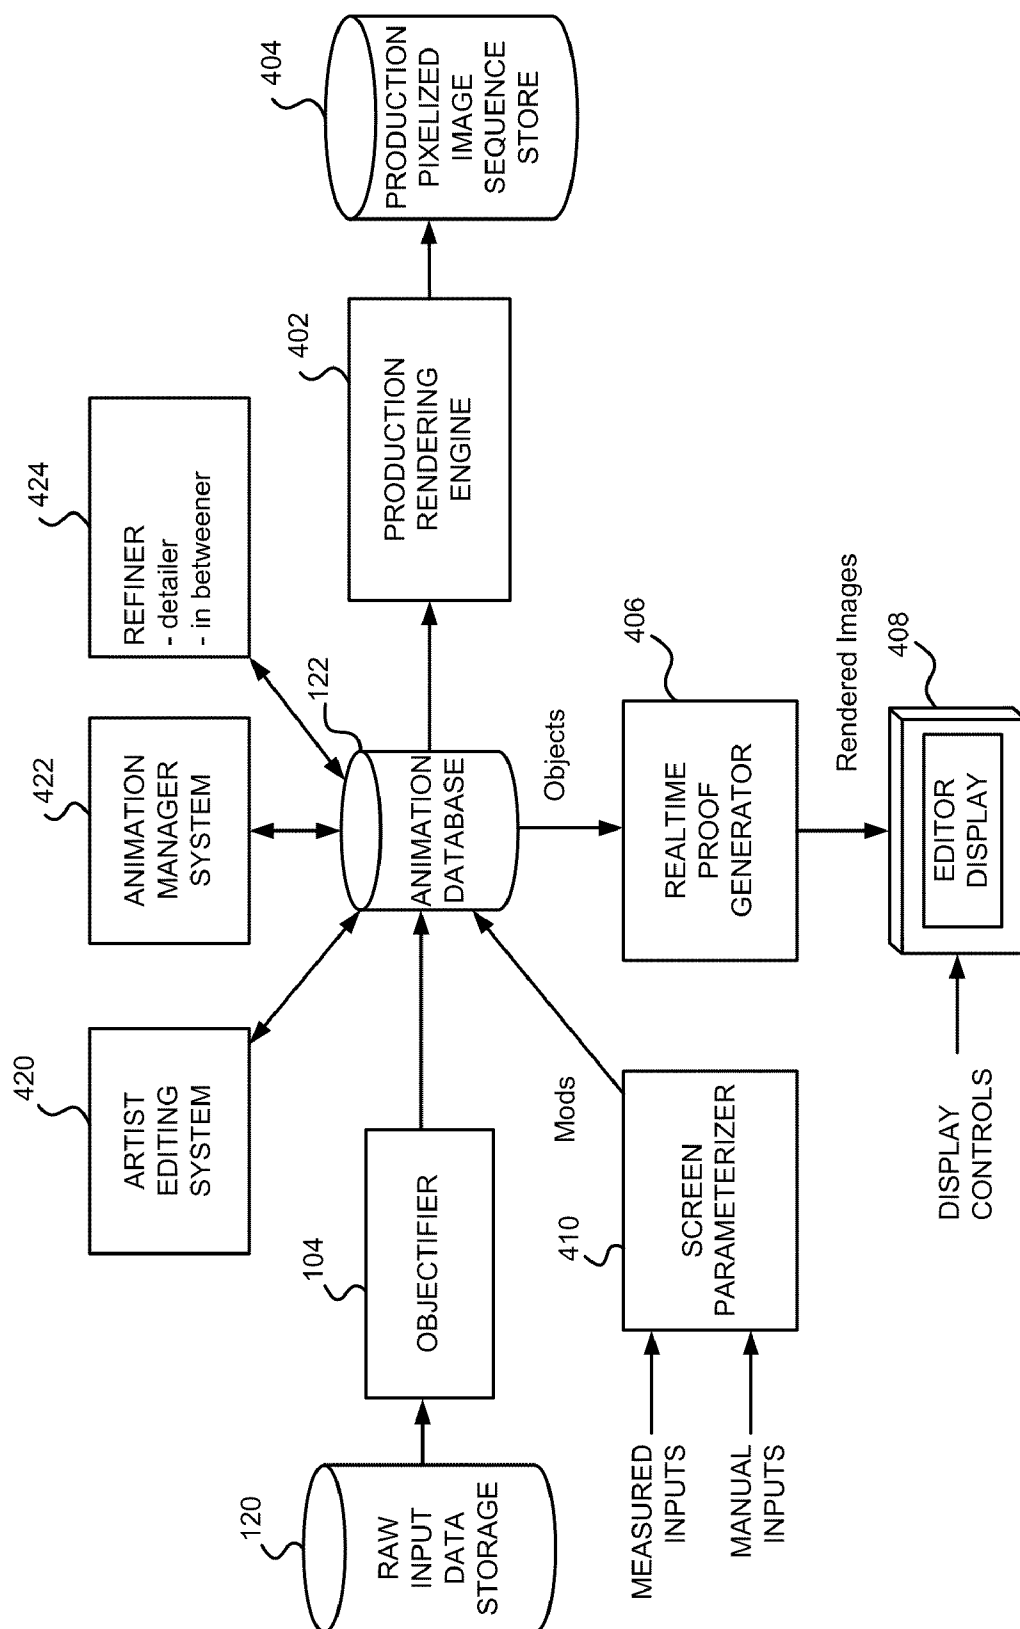 420
ARTIST
EDITING
SYSTEM
422
ANIMATION
MANAGER
SYSTEM
424
REFINER
- detailer
- in betweener
120
RAW
INPUT
DATA
STORAGE
104
OBJECTIFIER
122
ANIMATION
DATABASE
402
PRODUCTION
RENDERING
ENGINE
404
PRODUCTION
PIXELIZED
IMAGE
SEQUENCE
STORE
Mods
Objects
MEASURED
INPUTS
MANUAL
INPUTS
410
SCREEN
PARAMETERIZER
406
REALTIME
PROOF
GENERATOR
Rendered Images
408
EDITOR
DISPLAY
DISPLAY
CONTROLS